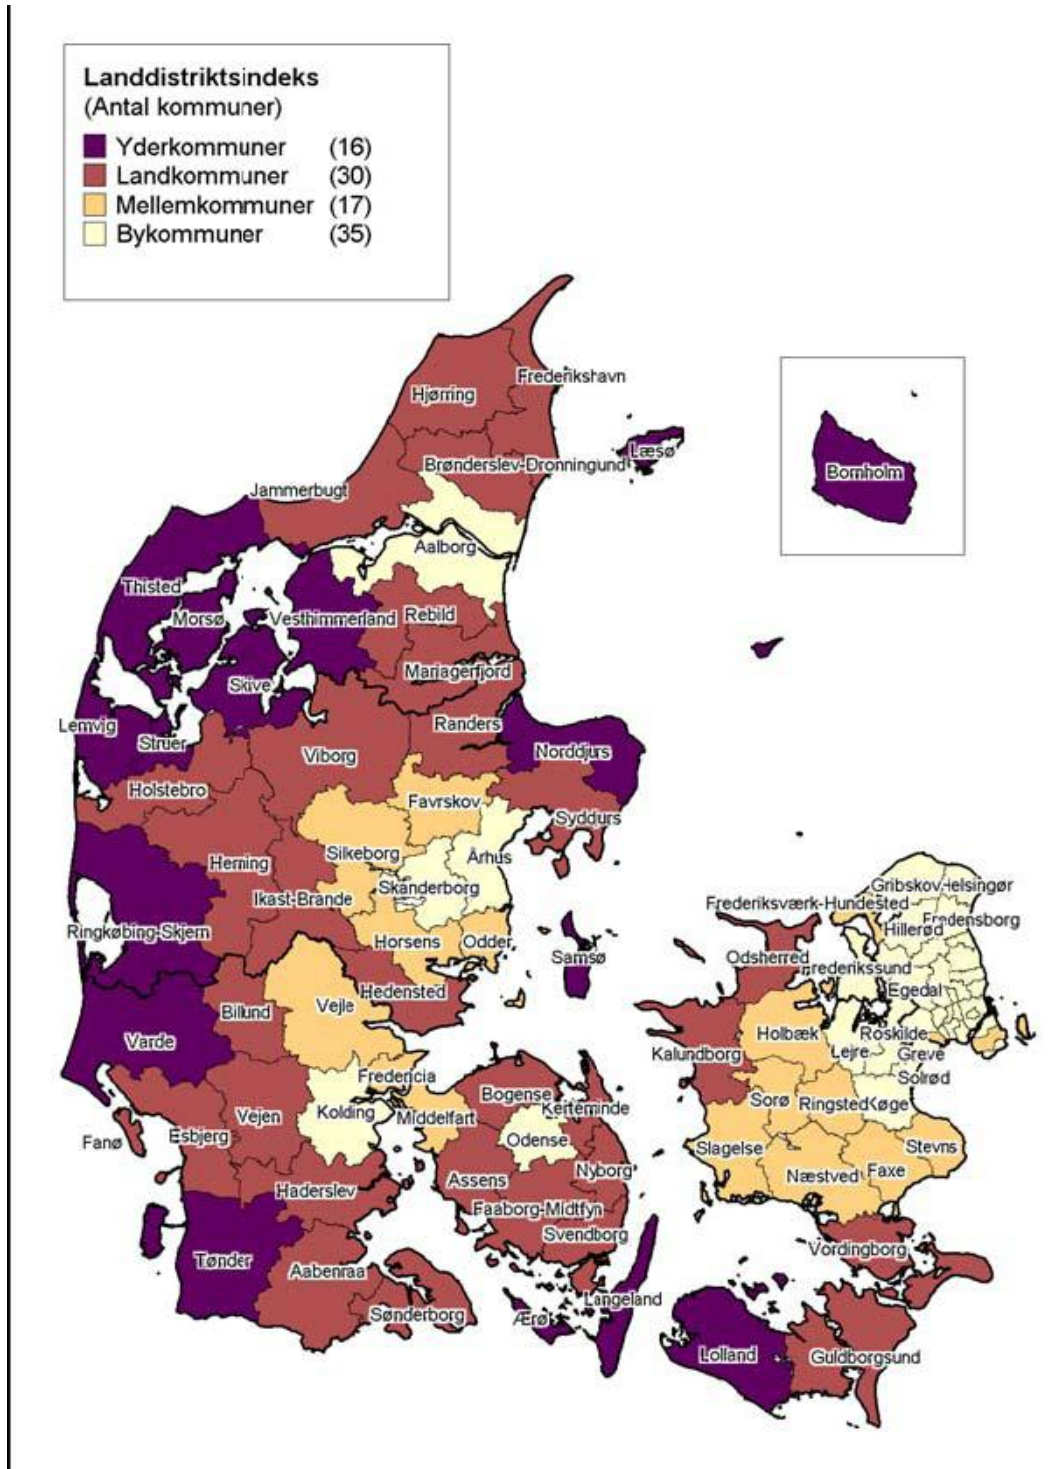 Landdistriktsindeks
(Antal kommuner)
Yderkommuner (16)
Landkommuner (30)
Mellemkommuner (17)
Bykommuner (35)
Frederikshavn
Hjørring
Læsø
Brønderslev-Dronninglund
Bornholm
Jammerbugt
Aalborg
Thisted
Morsø
Vesthimmerland
Rebild
Mariagerfjord
Skive
Lemvig
Struer
Randers
Viborg
Norddjurs
Holstebro
Favrskov
Syddjurs
Silkeborg
Århus
Herning
Skanderborg
Gribskov
Helsingør
Ikast-Brande
Frederiksværk-Hundested
Fredensborg
Hillerød
Ringkøbing-Skjern
Horsens
Odder
Samsø
Odsherred
Frederikssund
Egedal
Hedensted
Vejle
Billund
Varde
Holbæk
Roskilde
Kalundborg
Lejre
Greve
Solrød
Fredericia
Bogense
Kerteminde
Sorø
Ringsted
Køge
Kolding
Middelfart
Vejen
Fanø
Esbjerg
Odense
Slagelse
Stevns
Nyborg
Næstved
Faxe
Assens
Haderslev
Faaborg-Midtfyn
Svendborg
Vordingborg
Tønder
Aabenraa
Sønderborg
Langeland
Ærø
Lolland
Guldborgsund